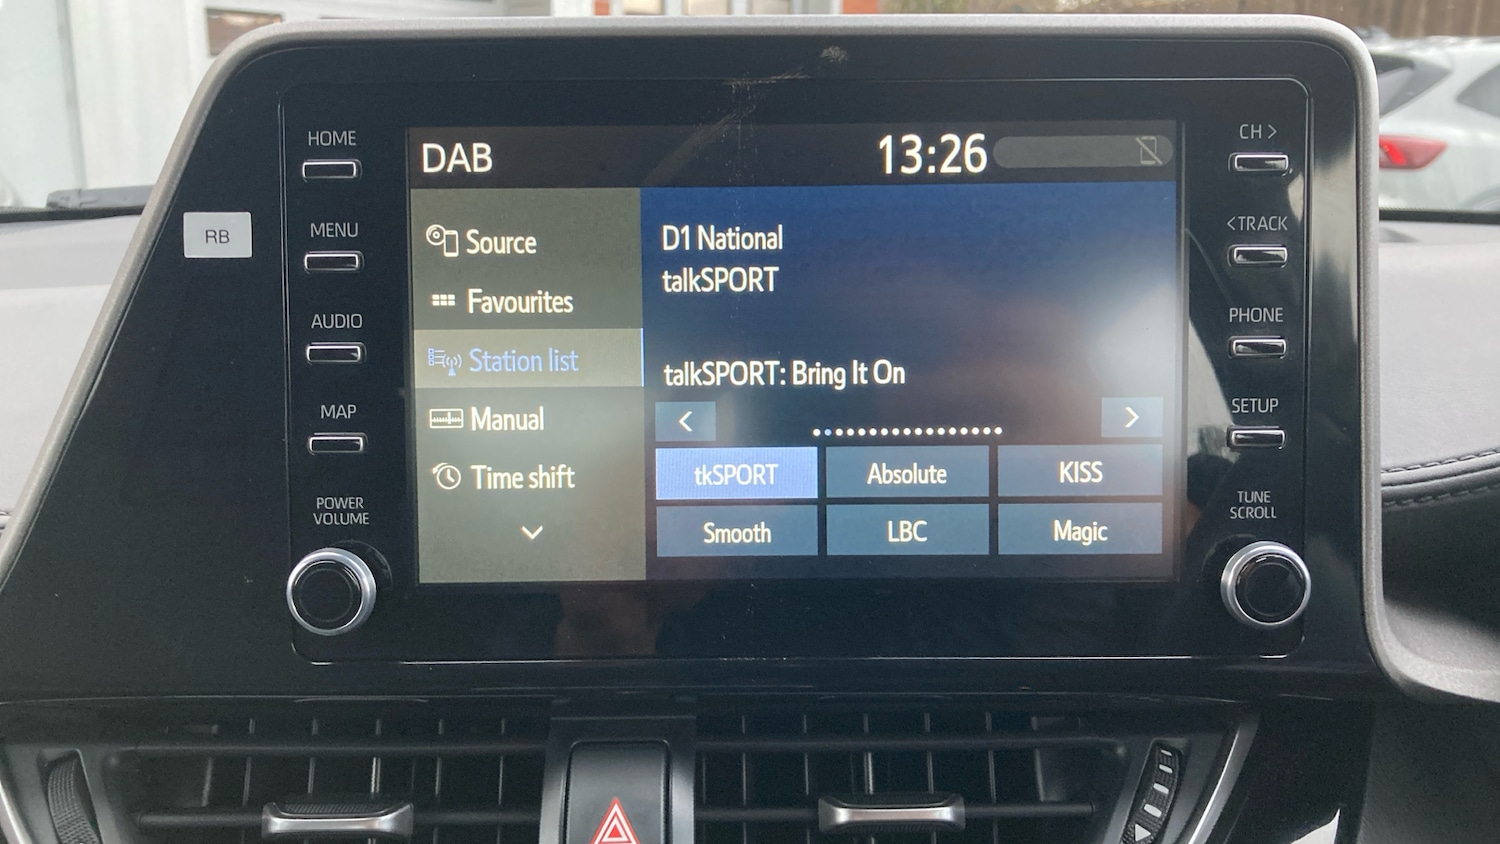 HOME
MENU
AUDIO
MAP
POWER
VOLUME
RB
DAB
13:26
Source
Favourites
Station list
Manual
Time shift
D1 National
talkSPORT
talkSPORT: Bring It On
tkSPORT
Absolute
KISS
Smooth
LBC
Magic
CH >
< TRACK
PHONE
SETUP
TUNE
SCROLL